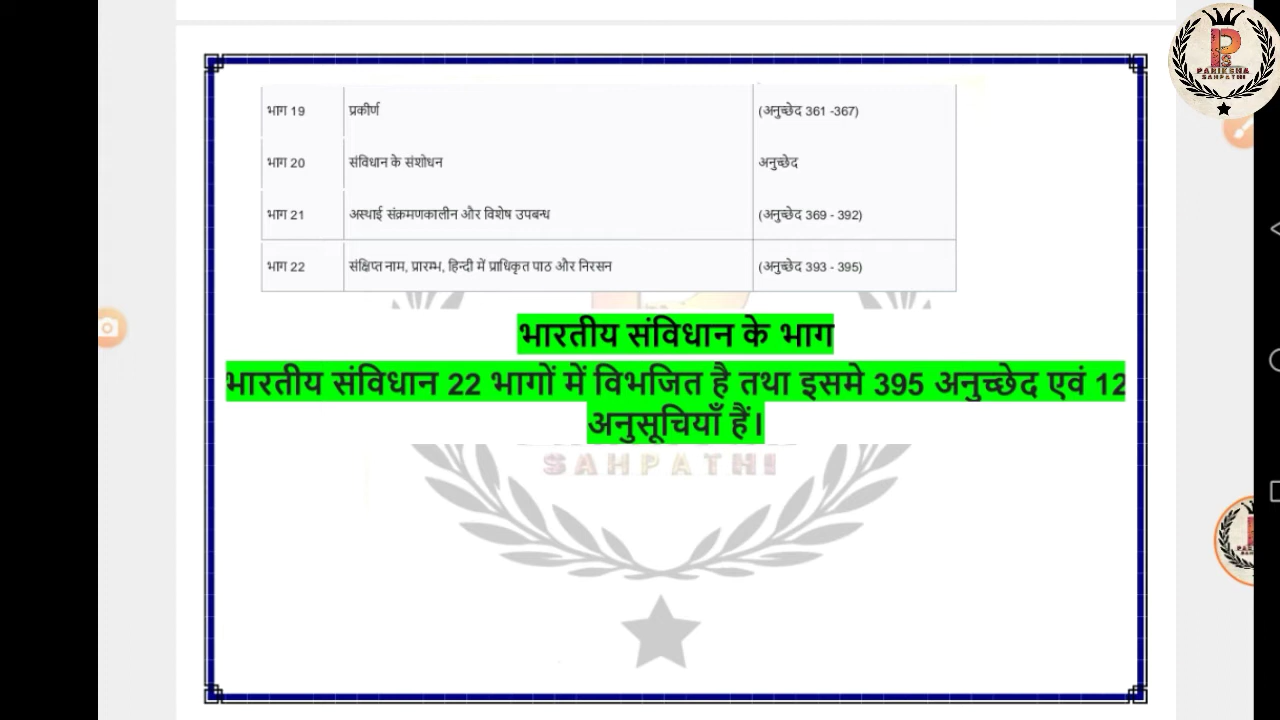 PARIKSHA
SAHPATHI
भाग 19 प्रकीर्ण (अनुच्छेद 361 -367)
भाग 20 संविधान के संशोधन अनुच्छेद
भाग 21 अस्थाई संक्रमणकालीन और विशेष उपबन्ध (अनुच्छेद 369 - 392)
भाग 22 संक्षिप्त नाम, प्रारम्भ, हिन्दी में प्राधिकृत पाठ और निरसन (अनुच्छेद 393 - 395)
भारतीय संविधान के भाग
भारतीय संविधान 22 भागों में विभजित है तथा इसमे 395 अनुच्छेद एवं 12
अनुसूचियाँ हैं।
SAHPATHI